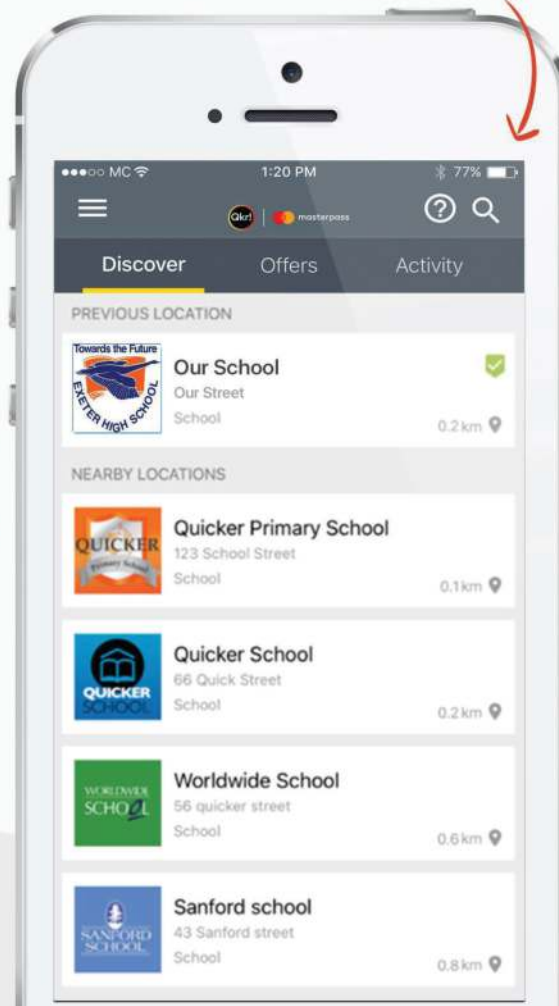 MC
1:20 PM
77%
Qkr!
masterpass
Discover
Offers
Activity
PREVIOUS LOCATION
Towards the Future
EXETER HIGH SCHOOL
Our School
Our Street
School
0.2 km
NEARBY LOCATIONS
QUICKER
Primary School
Quicker Primary School
123 School Street
School
0.1 km
QUICKER
SCHOOL
Quicker School
66 Quick Street
School
0.2 km
WORLDWIDE
SCHOOL
Worldwide School
56 quicker street
School
0.6 km
SANFORD
SCHOOL
Sanford school
43 Sanford street
School
0.8 km